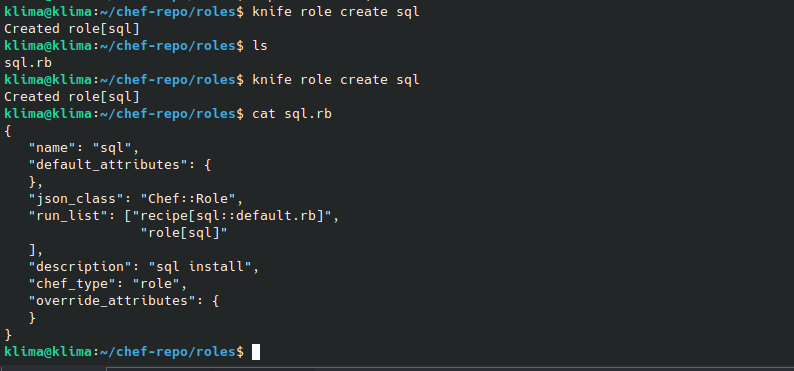 klima@klima:~/chef-repo/roles$ knife role create sql
Created role[sql]
klima@klima:~/chef-repo/roles$ ls
sql.rb
klima@klima:~/chef-repo/roles$ knife role create sql
Created role[sql]
klima@klima:~/chef-repo/roles$ cat sql.rb
{
   "name": "sql",
   "default_attributes": {
   },
   "json_class": "Chef::Role",
   "run_list": ["recipe[sql::default.rb]",
                "role[sql]"
   ],
   "description": "sql install",
   "chef_type": "role",
   "override_attributes": {
   }
}
klima@klima:~/chef-repo/roles$